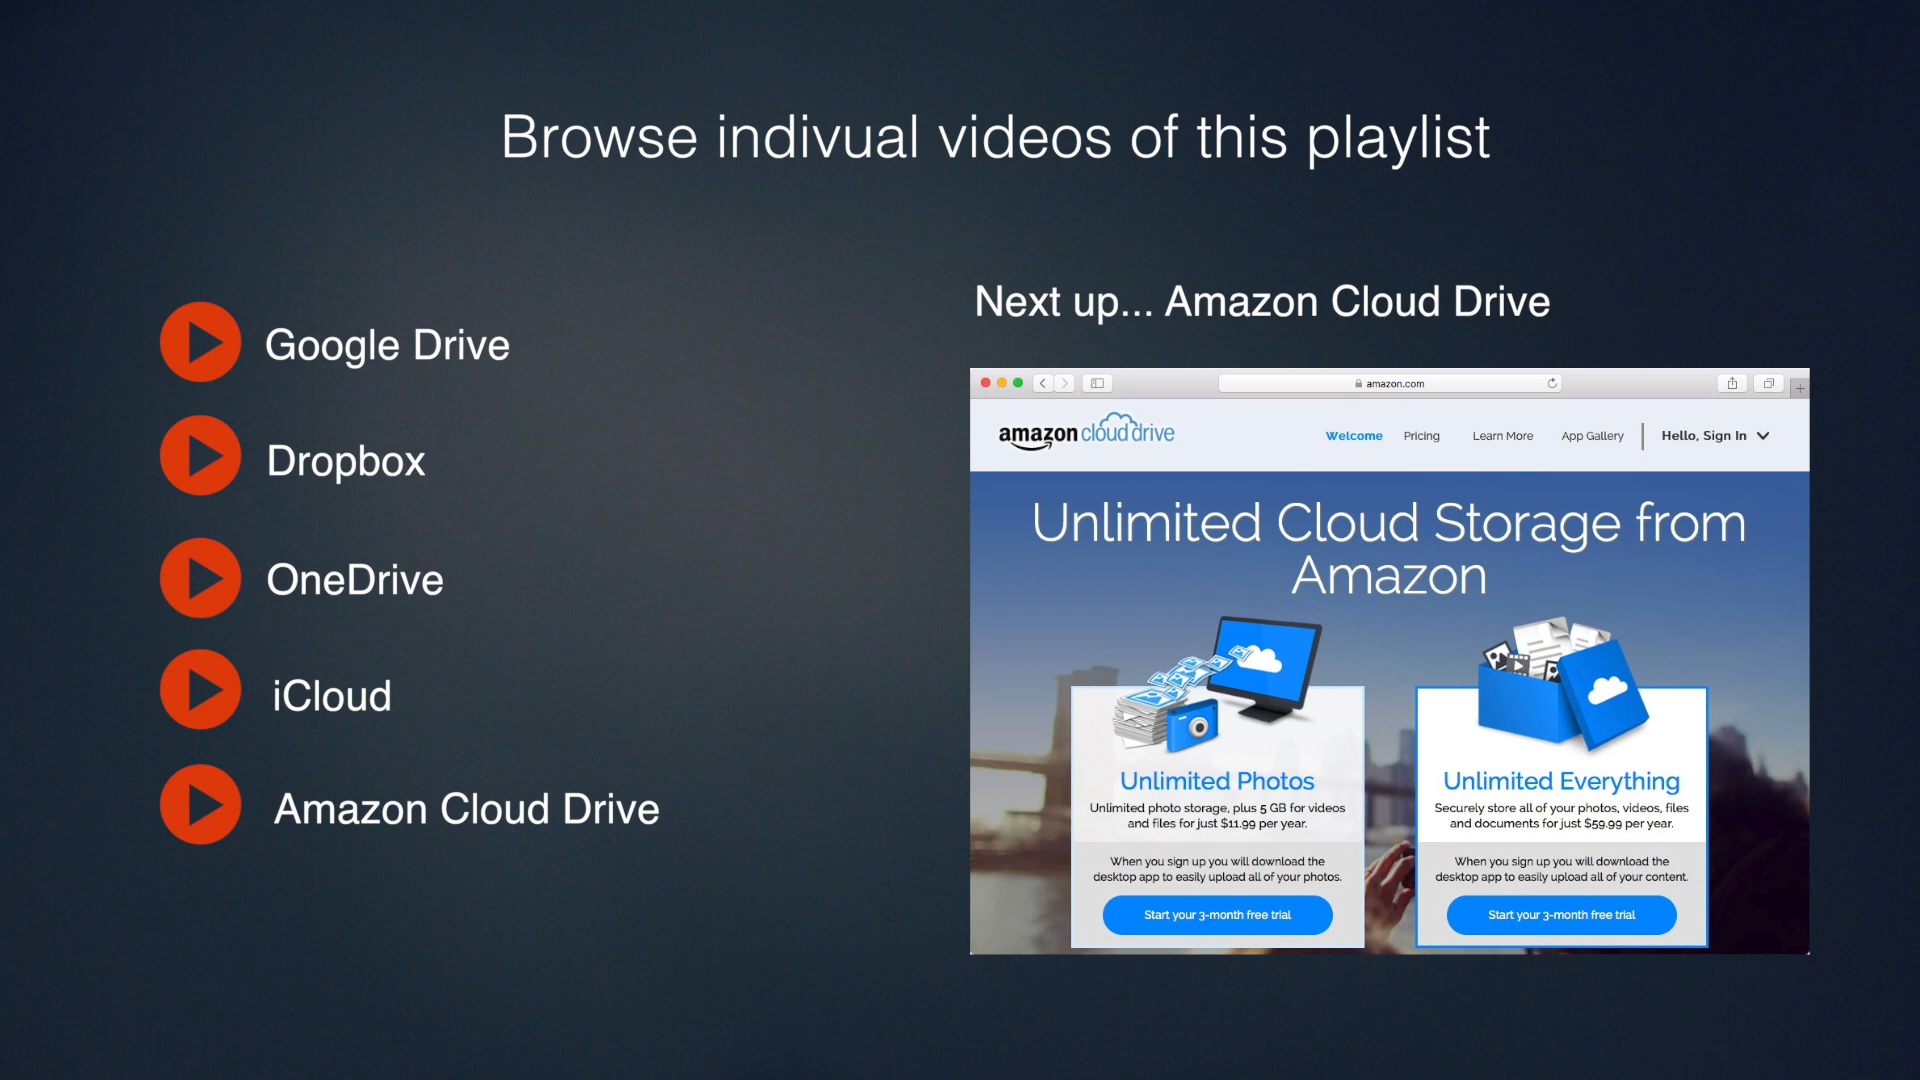 Browse indivual videos of this playlist
Google Drive
Dropbox
OneDrive
iCloud
Amazon Cloud Drive
Next up... Amazon Cloud Drive
amazon.com
amazon cloud drive
Welcome Pricing Learn More App Gallery Hello, Sign In
Unlimited Cloud Storage from
Amazon
Unlimited Photos
Unlimited photo storage, plus 5 GB for videos
and files for just $11.99 per year.
When you sign up you will download the
desktop app to easily upload all of your photos.
Start your 3-month free trial
Unlimited Everything
Securely store all of your photos, videos, files
and documents for just $59.99 per year.
When you sign up you will download the
desktop app to easily upload all of your content.
Start your 3-month free trial